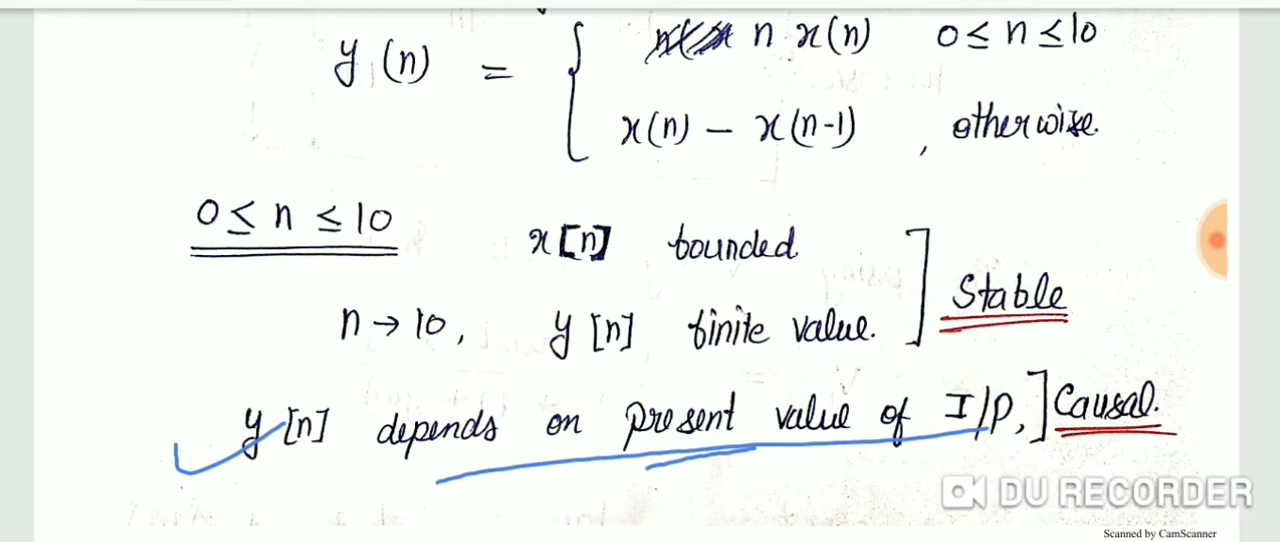 y(n) = { n x(n) 0 ≤ n ≤ 10
x(n) - x(n-1) , otherwise.
0 ≤ n ≤ 10 x[n] bounded.
n → 10, y[n] finite value. ] Stable
y[n] depends on present value of I/P, ] Causal.
DU RECORDER
Scanned by CamScanner